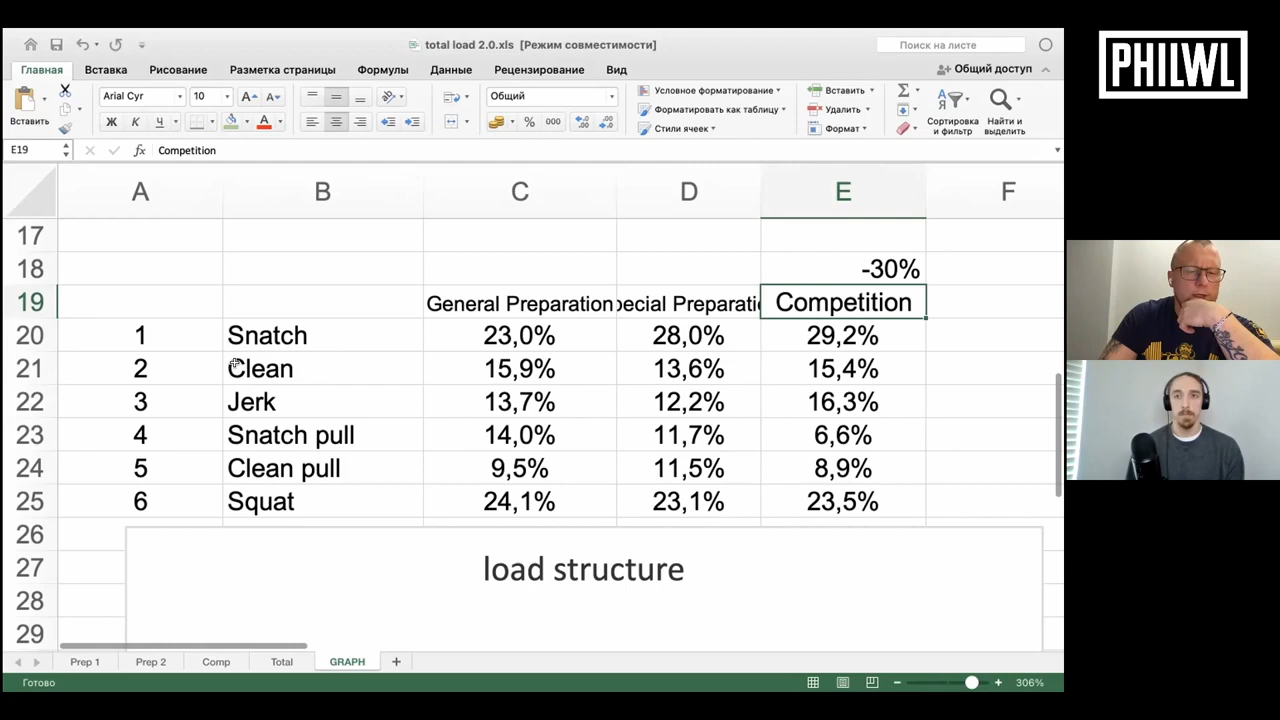 total load 2.0.xls [Режим совместимости]
Поиск на листе
PHILWL
Главная Вставка Рисование Разметка страницы Формулы Данные Рецензирование Вид Общий доступ
Вставить
Arial Cyr 10
Ж К Ч
Общий
% 000
Условное форматирование
Форматировать как таблицу
Стили ячеек
Вставить
Удалить
Формат
Сортировка и фильтр
Найти и выделить
E19 fx Competition
A B C D E F
17
18 -30%
19 General Preparation pecial Preparatio Competition
20 1 Snatch 23,0% 28,0% 29,2%
21 2 Clean 15,9% 13,6% 15,4%
22 3 Jerk 13,7% 12,2% 16,3%
23 4 Snatch pull 14,0% 11,7% 6,6%
24 5 Clean pull 9,5% 11,5% 8,9%
25 6 Squat 24,1% 23,1% 23,5%
26
27 load structure
28
29
Prep 1 Prep 2 Comp Total GRAPH
Готово 306%